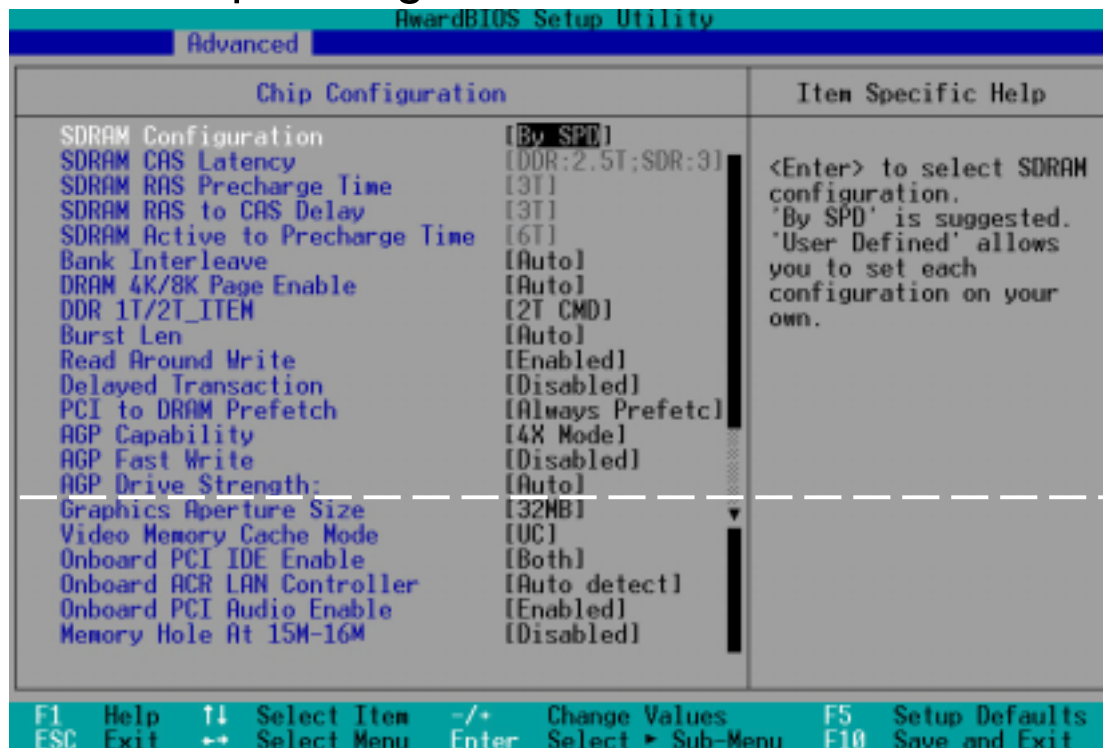 AwardBIOS Setup Utility
Advanced
Chip Configuration
Item Specific Help
SDRAM Configuration [By SPD]
SDRAM CAS Latency [DDR:2.5T;SDR:3]
SDRAM RAS Precharge Time [3T]
SDRAM RAS to CAS Delay [3T]
SDRAM Active to Precharge Time [6T]
Bank Interleave [Auto]
DRAM 4K/8K Page Enable [Auto]
DDR 1T/2T_ITEM [2T CMD]
Burst Len [Auto]
Read Around Write [Enabled]
Delayed Transaction [Disabled]
PCI to DRAM Prefetch [Always Prefetc]
AGP Capability [4X Mode]
AGP Fast Write [Disabled]
AGP Drive Strength: [Auto]
Graphics Aperture Size [32MB]
Video Memory Cache Mode [UC]
Onboard PCI IDE Enable [Both]
Onboard ACR LAN Controller [Auto detect]
Onboard PCI Audio Enable [Enabled]
Memory Hole At 15M-16M [Disabled]
<Enter> to select SDRAM
configuration.
'By SPD' is suggested.
'User Defined' allows
you to set each
configuration on your
own.
F1 Help ↑↓ Select Item -/+ Change Values F5 Setup Defaults
ESC Exit ←→ Select Menu Enter Select ► Sub-Menu F10 Save and Exit